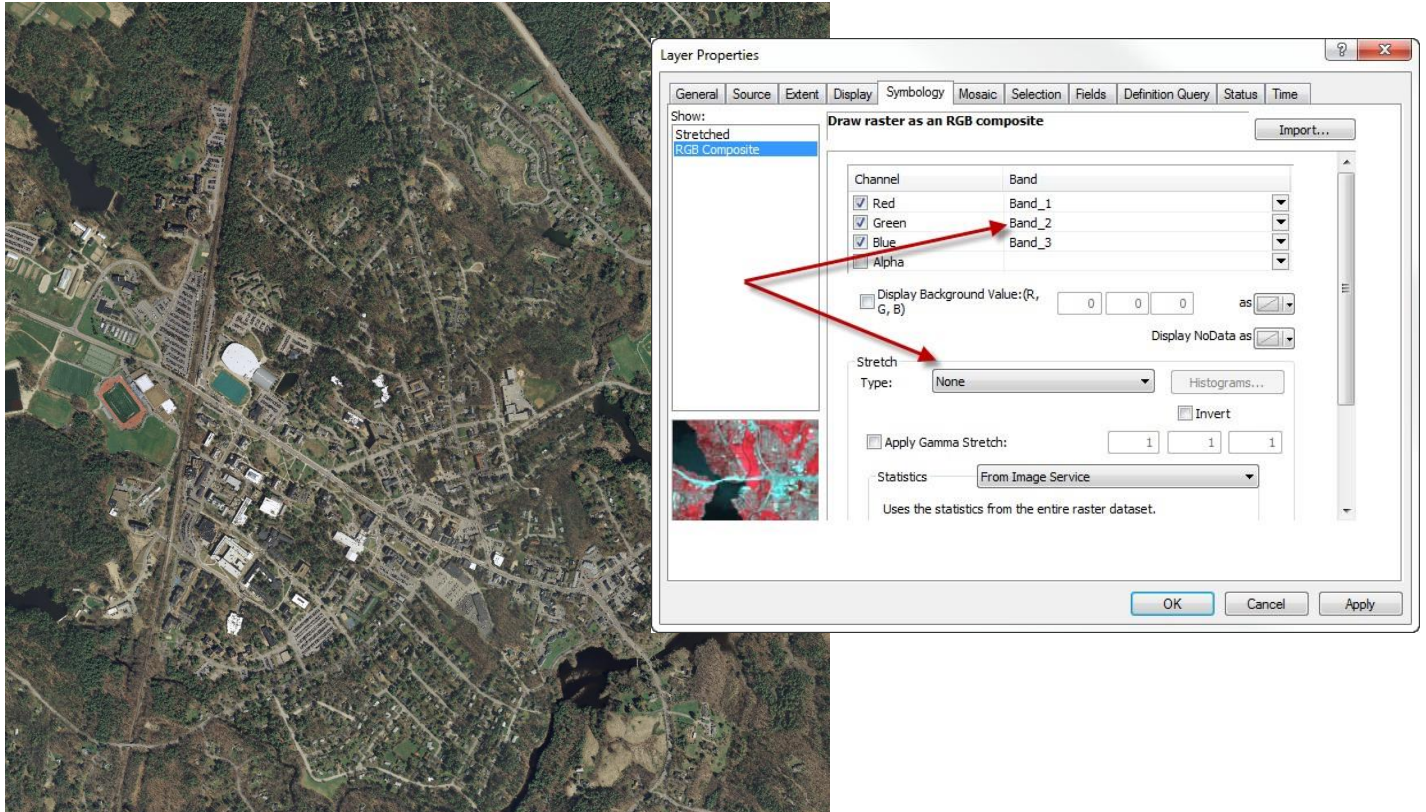 Layer Properties
General Source Extent Display Symbology Mosaic Selection Fields Definition Query Status Time
Show:
Stretched
RGB Composite
Draw raster as an RGB composite
Import...
Channel Band
Red Band_1
Green Band_2
Blue Band_3
Alpha
Display Background Value:(R, G, B) 0 0 0 as
Display NoData as
Stretch
Type: None Histograms...
Invert
Apply Gamma Stretch: 1 1 1
Statistics From Image Service
Uses the statistics from the entire raster dataset.
OK Cancel Apply